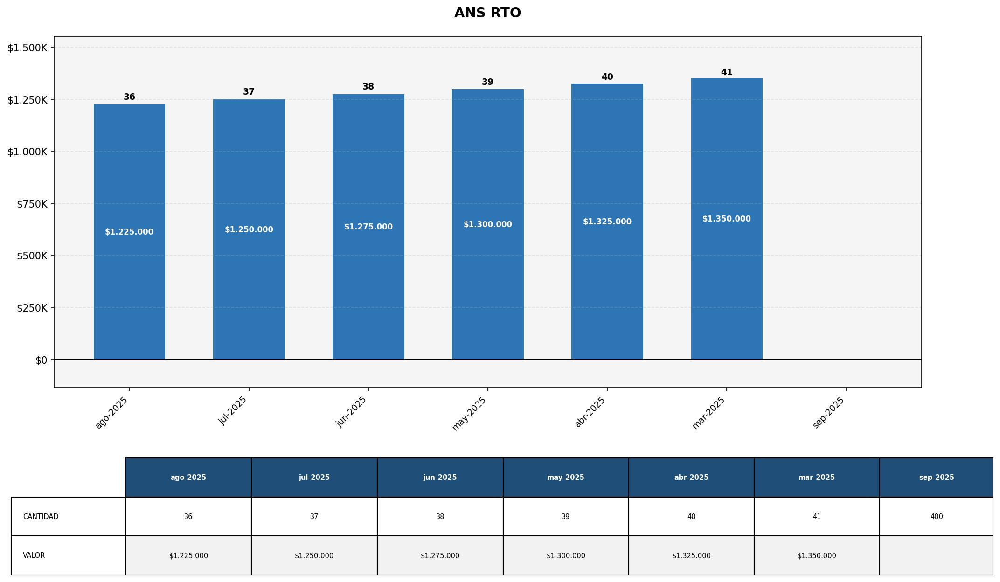 ANS RTO
$1.500K
$1.250K
$1.000K
$750K
$500K
$250K
$0
36
37
38
39
40
41
$1.225.000
$1.250.000
$1.275.000
$1.300.000
$1.325.000
$1.350.000
ago-2025
jul-2025
jun-2025
may-2025
abr-2025
mar-2025
sep-2025
ago-2025 jul-2025 jun-2025 may-2025 abr-2025 mar-2025 sep-2025
CANTIDAD 36 37 38 39 40 41 400
VALOR $1.225.000 $1.250.000 $1.275.000 $1.300.000 $1.325.000 $1.350.000